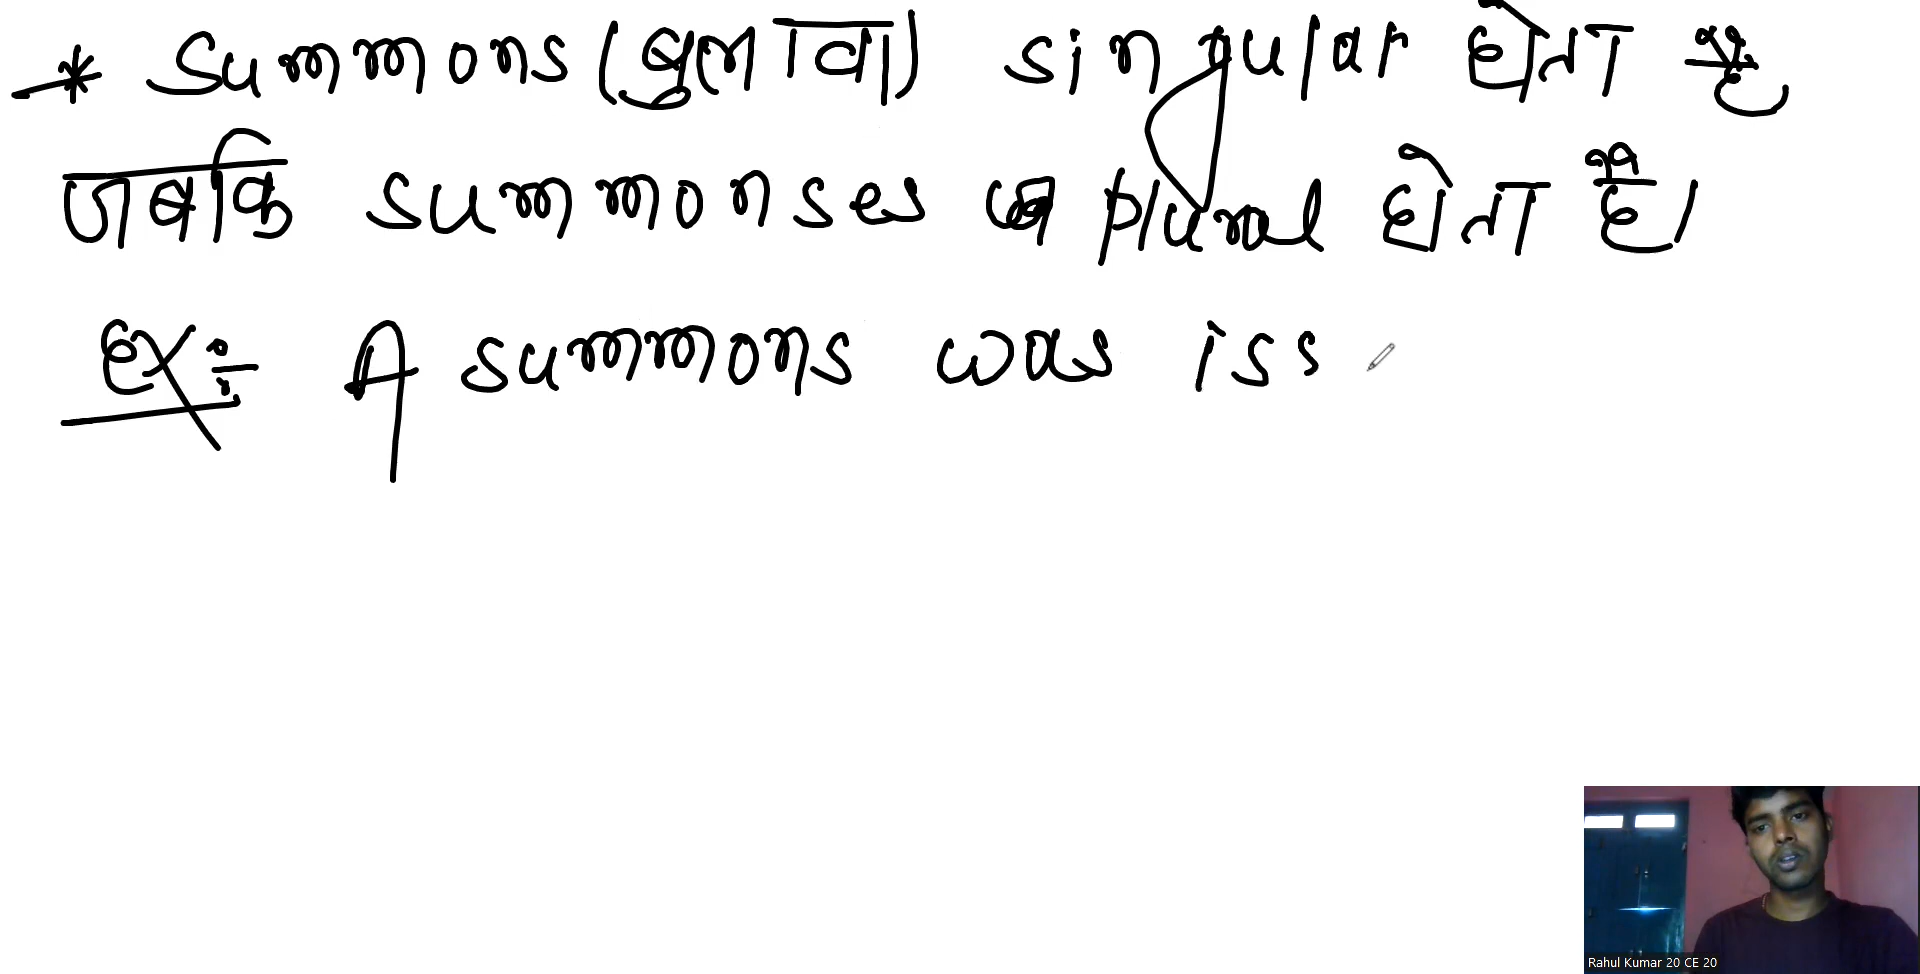 * Summons (बुलावा) singular होता है
जबकि summonses plural होता है।
Ex:- A summons was iss
Rahul Kumar 20 CE 20